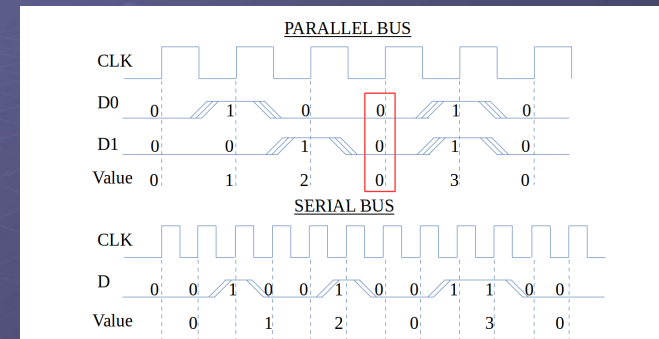 PARALLEL BUS
CLK
D0 0 1 0 0 1 0
D1 0 0 1 0 1 0
Value 0 1 2 0 3 0
SERIAL BUS
CLK
D 0 0 1 0 0 1 0 0 1 1 0 0
Value 0 1 2 0 3 0